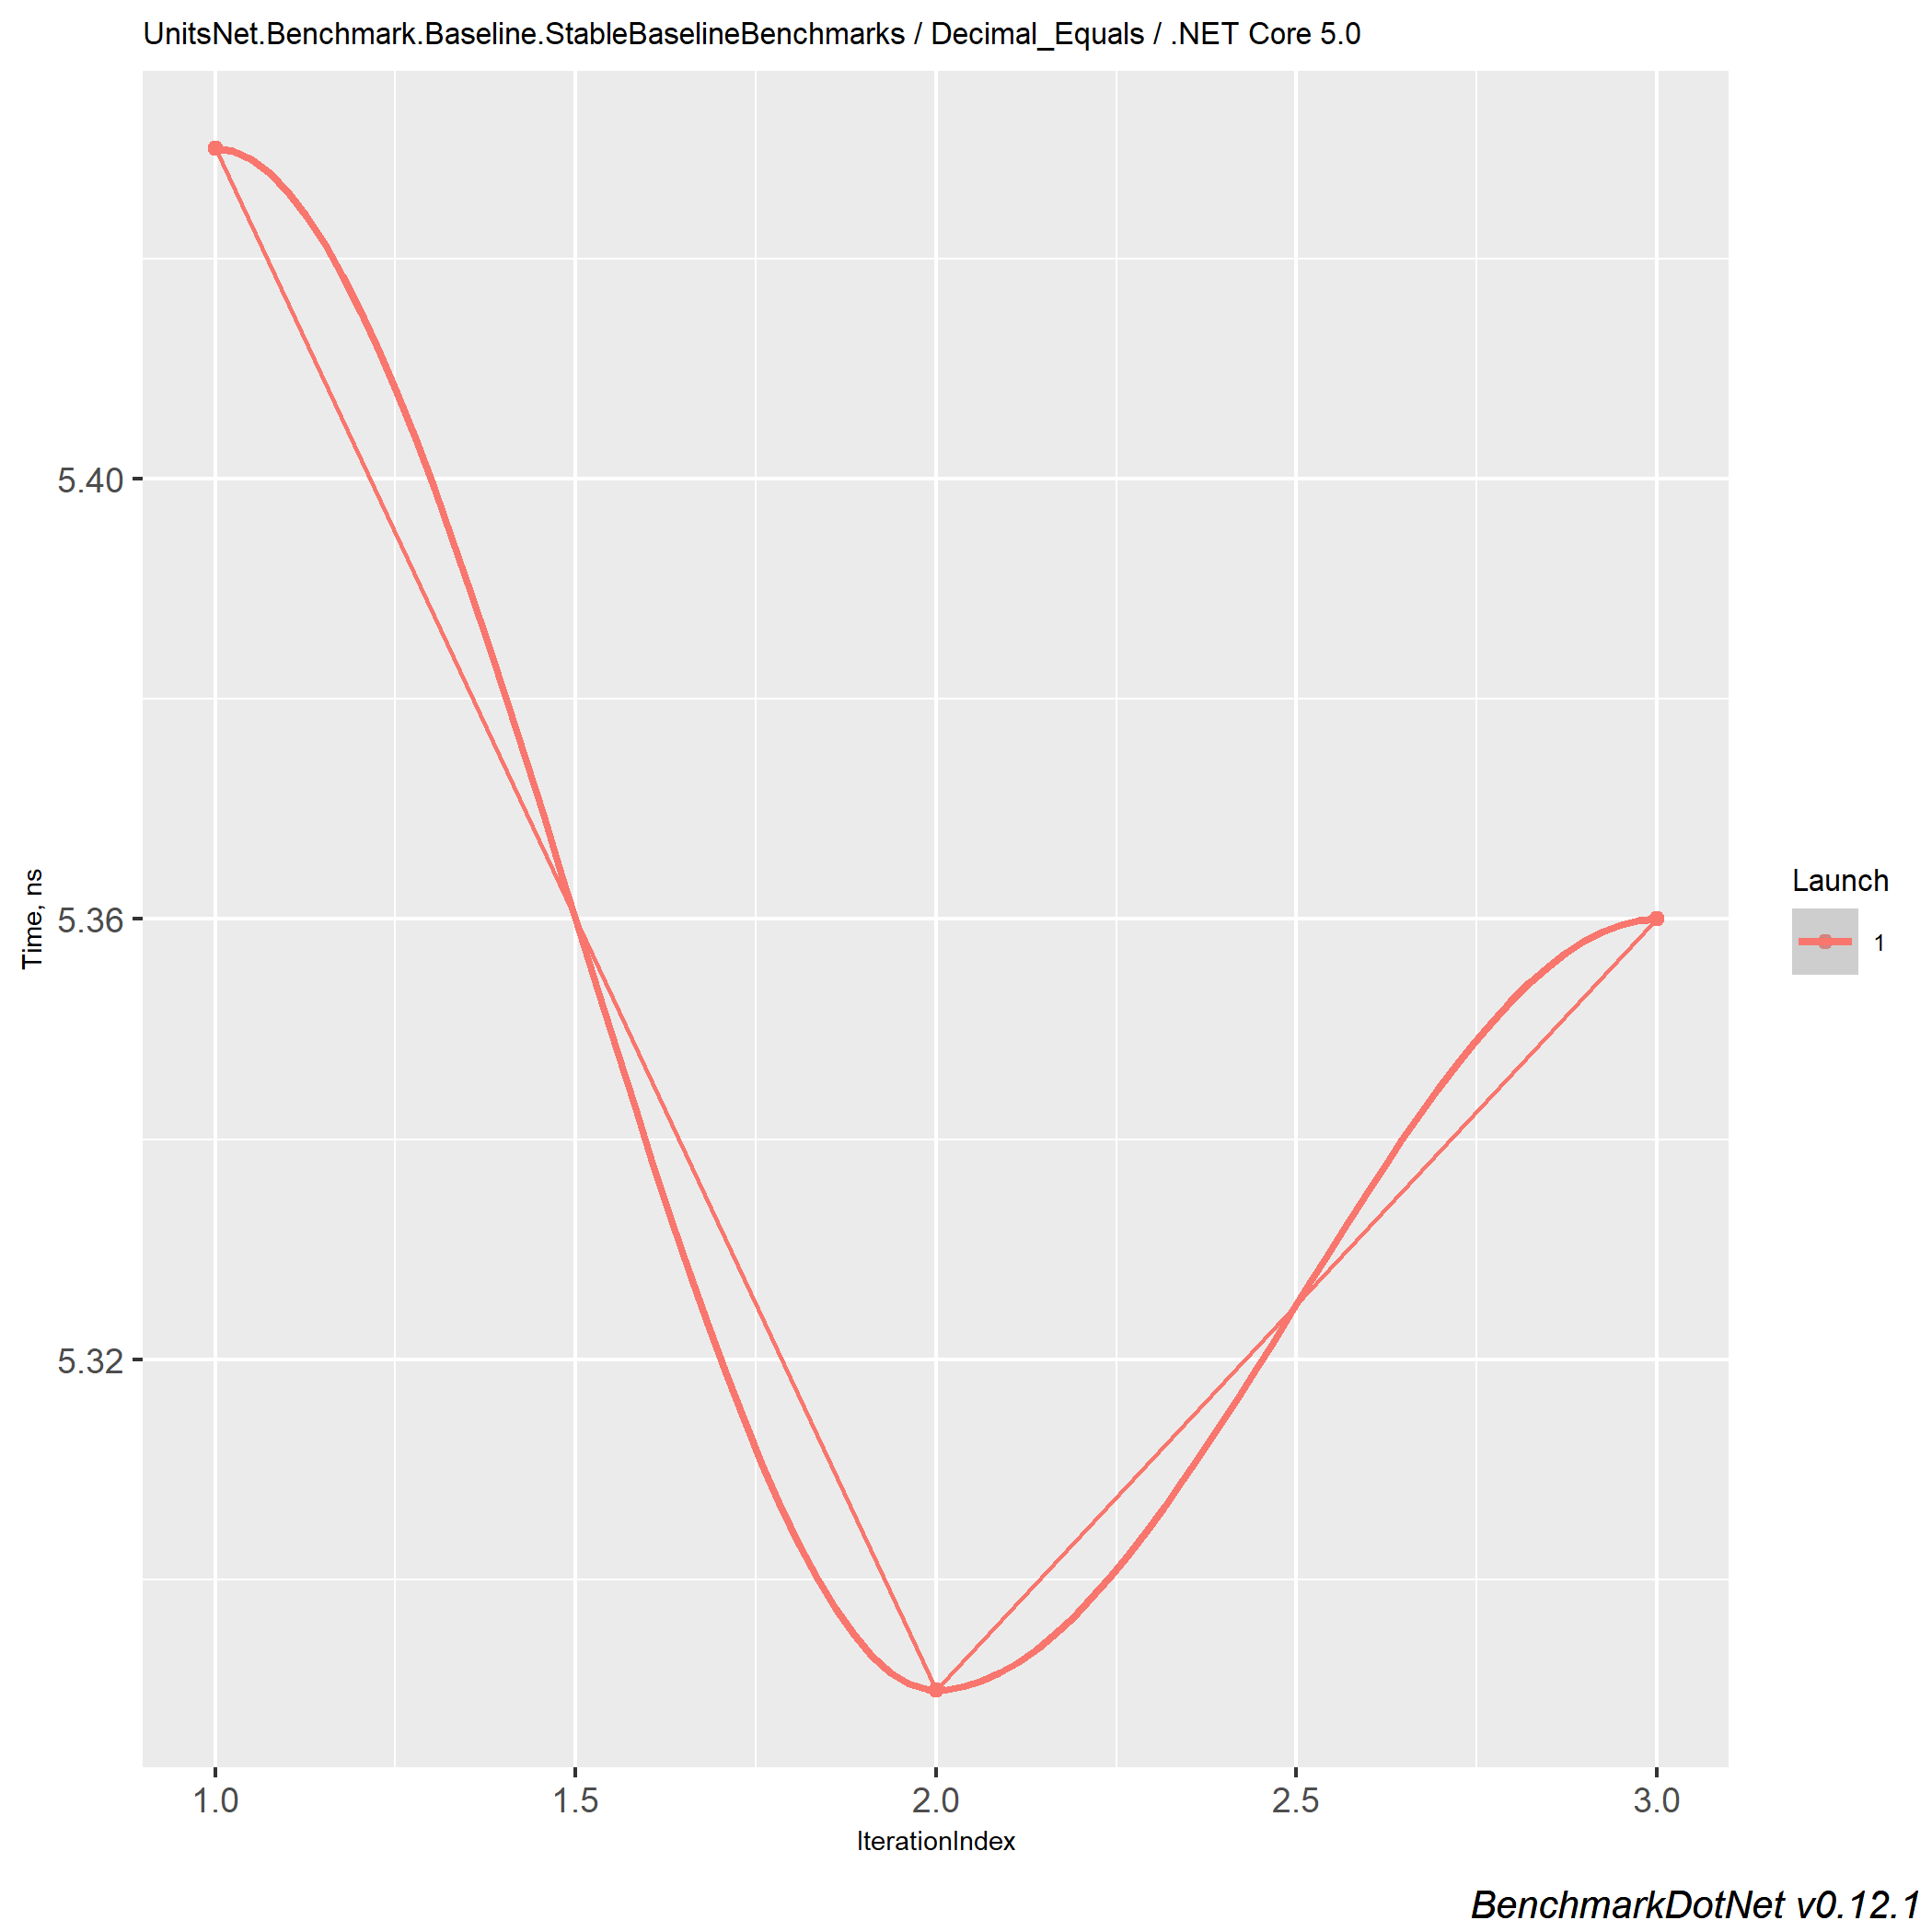 UnitsNet.Benchmark.Baseline.StableBaselineBenchmarks / Decimal_Equals / .NET Core 5.0
5.40
5.36
5.32
Time, ns
1.0 1.5 2.0 2.5 3.0
IterationIndex
Launch
1
BenchmarkDotNet v0.12.1